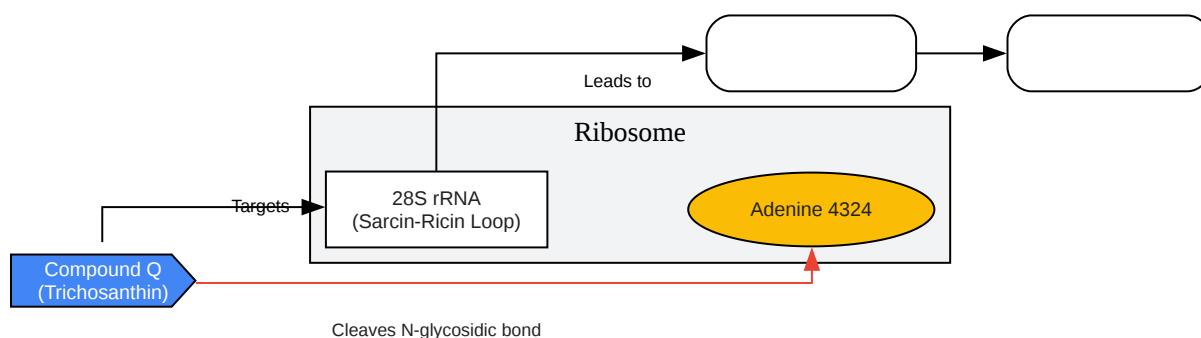 Leads to
Ribosome
28S rRNA
(Sarcin-Ricin Loop)
Adenine 4324
Targets
Compound Q
(Trichosanthin)
Cleaves N-glycosidic bond